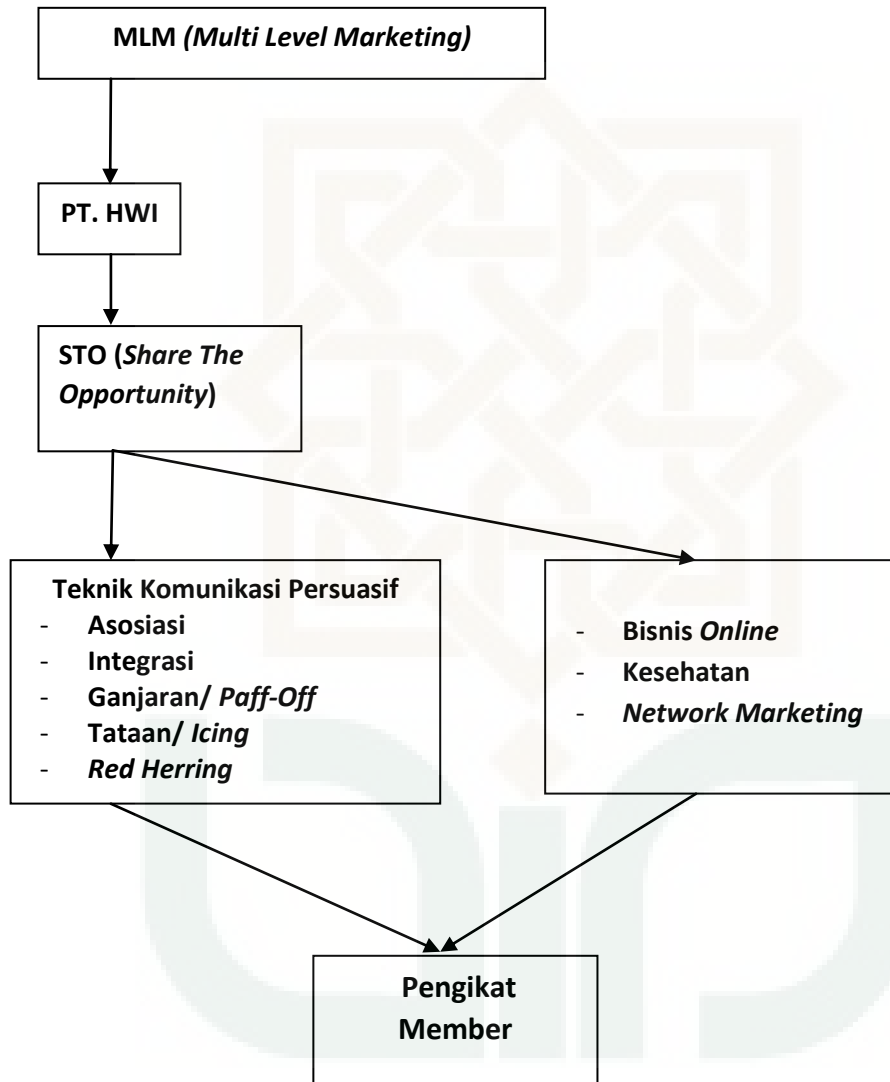 MLM (Multi Level Marketing)
PT. HWI
STO (Share The
Opportunity)
Teknik Komunikasi Persuasif
- Asosiasi
- Integrasi
- Ganjaran/ Paff-Off
- Tataan/ Icing
- Red Herring
- Bisnis Online
- Kesehatan
- Network Marketing
Pengikat
Member